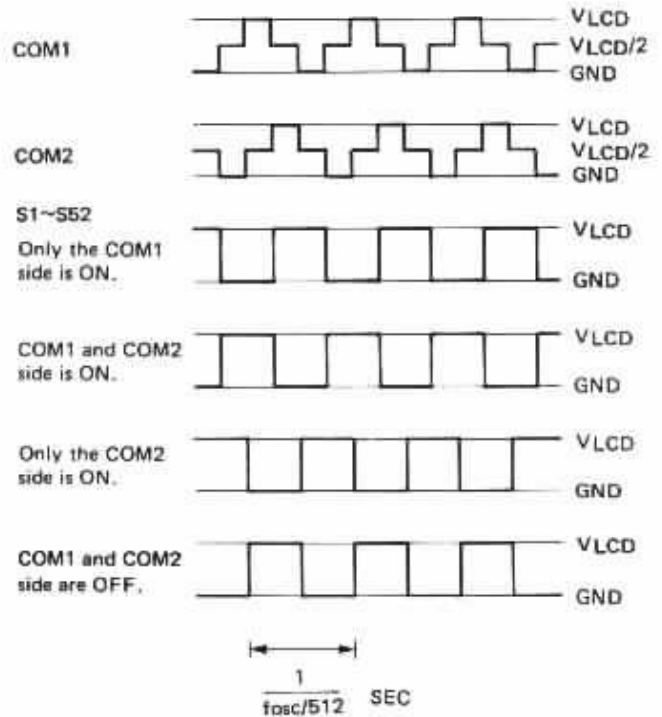 VLCD
COM1
VLCD/2
GND
VLCD
COM2
VLCD/2
GND
S1~S52
Only the COM1
side is ON.
VLCD
GND
COM1 and COM2
side is ON.
VLCD
GND
Only the COM2
side is ON.
VLCD
GND
COM1 and COM2
side are OFF.
VLCD
GND
1
fosc/512 SEC